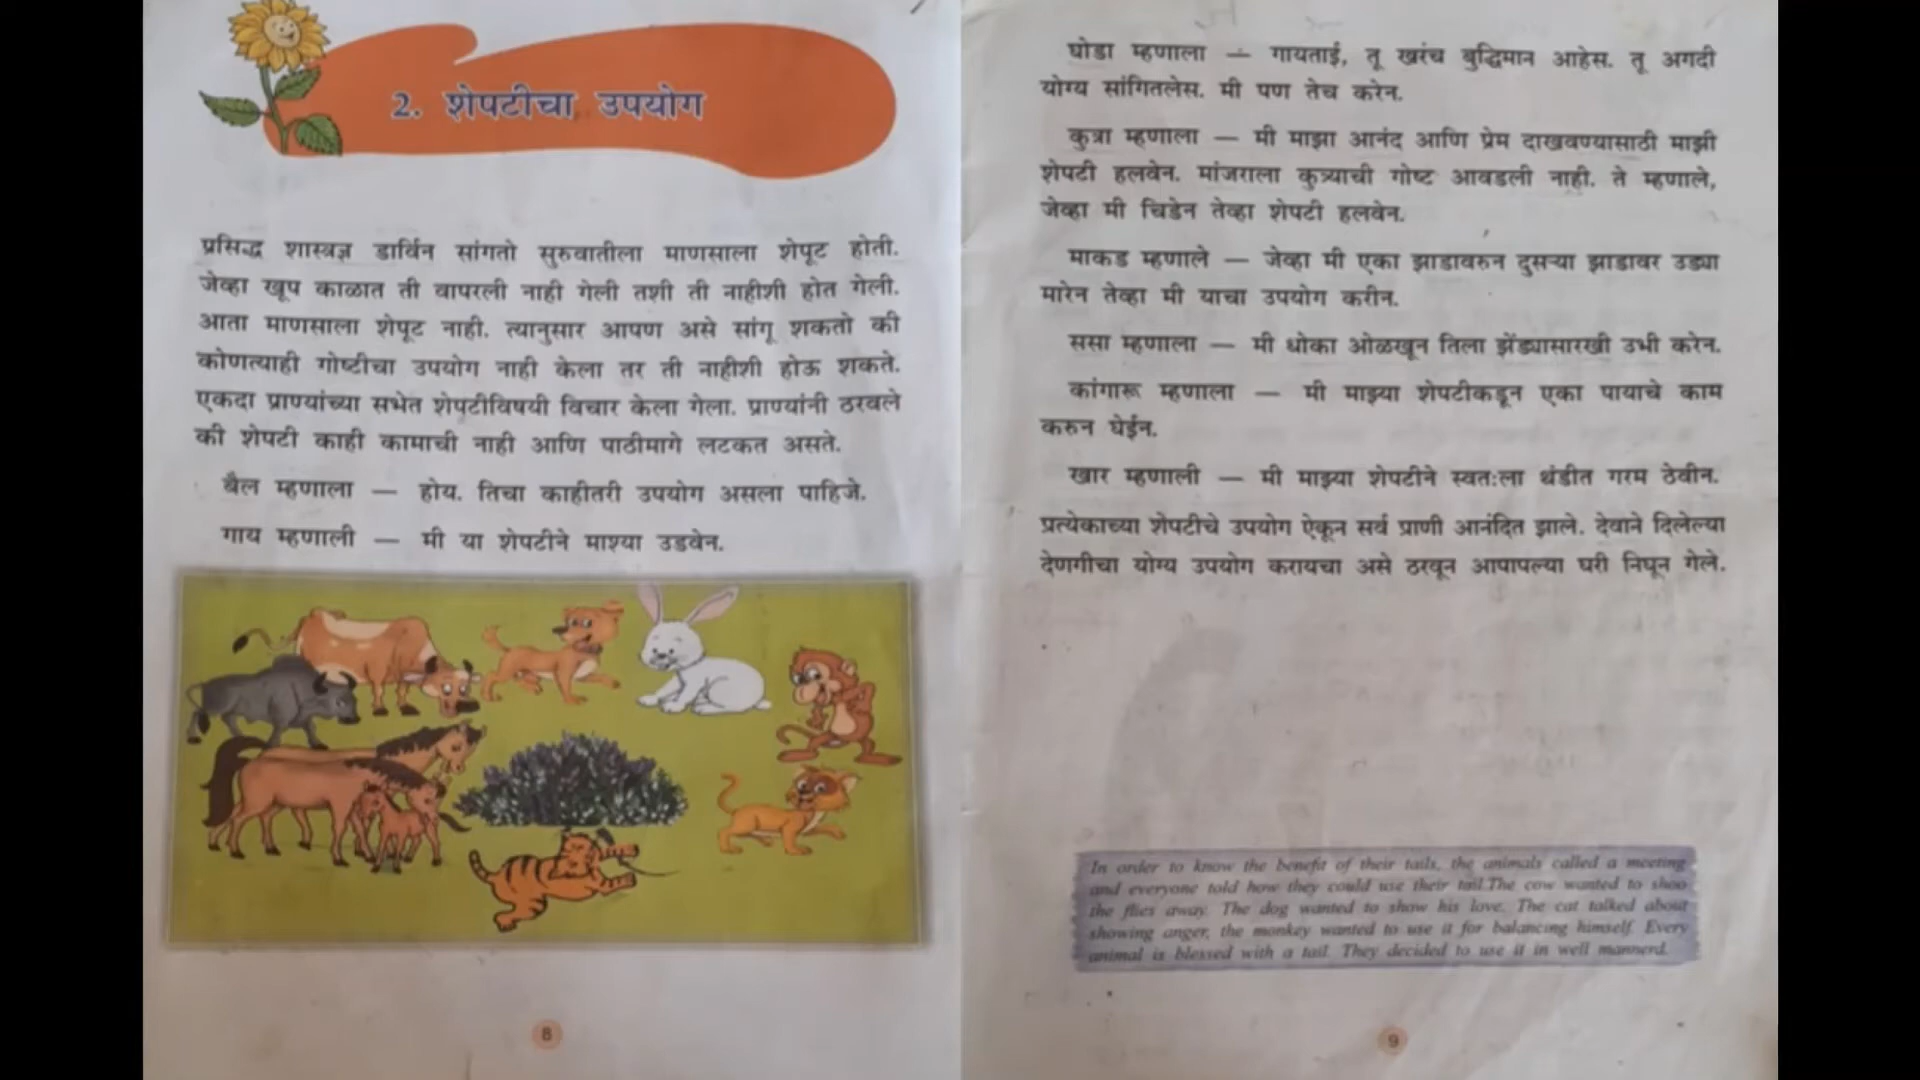 2. शेपटीचा उपयोग
प्रसिद्ध शास्त्रज्ञ डार्विन सांगतो सुरुवातीला माणसाला शेपूट होती.
जेव्हा खूप काळात ती वापरली नाही गेली तशी ती नाहीशी होत गेली.
आता माणसाला शेपूट नाही. त्यानुसार आपण असे सांगू शकतो की
कोणत्याही गोष्टीचा उपयोग नाही केला तर ती नाहीशी होऊ शकते.
एकदा प्राण्यांच्या सभेत शेपटीविषयी विचार केला गेला. प्राण्यांनी ठरवले
की शेपटी काही कामाची नाही आणि पाठीमागे लटकत असते.
बैल म्हणाला — होय. तिचा काहीतरी उपयोग असला पाहिजे.
गाय म्हणाली — मी या शेपटीने माश्या उडवेन.
8
घोडा म्हणाला — गायताई, तू खरंच बुद्धिमान आहेस. तू अगदी
योग्य सांगितलेस. मी पण तेच करेन.
कुत्रा म्हणाला — मी माझा आनंद आणि प्रेम दाखवण्यासाठी माझी
शेपटी हलवेन. मांजराला कुत्र्याची गोष्ट आवडली नाही. ते म्हणाले,
जेव्हा मी चिडेन तेव्हा शेपटी हलवेन.
माकड म्हणाले — जेव्हा मी एका झाडावरुन दुसऱ्या झाडावर उड्या
मारेन तेव्हा मी याचा उपयोग करीन.
ससा म्हणाला — मी धोका ओळखून तिला झेंड्यासारखी उभी करेन.
कांगारू म्हणाला — मी माझ्या शेपटीकडून एका पायाचे काम
करुन घेईन.
खार म्हणाली — मी माझ्या शेपटीने स्वतःला थंडीत गरम ठेवीन.
प्रत्येकाच्या शेपटीचे उपयोग ऐकून सर्व प्राणी आनंदित झाले. देवाने दिलेल्या
देणगीचा योग्य उपयोग करायचा असे ठरवून आपापल्या घरी निघून गेले.
In order to know the benefit of their tails, the animals called a meeting
and everyone told how they could use their tail.The cow wanted to shoo
the flies away. The dog wanted to show his love. The cat talked about
showing anger, the monkey wanted to use it for balancing himself. Every
animal is blessed with a tail. They decided to use it in well mannerd.
9